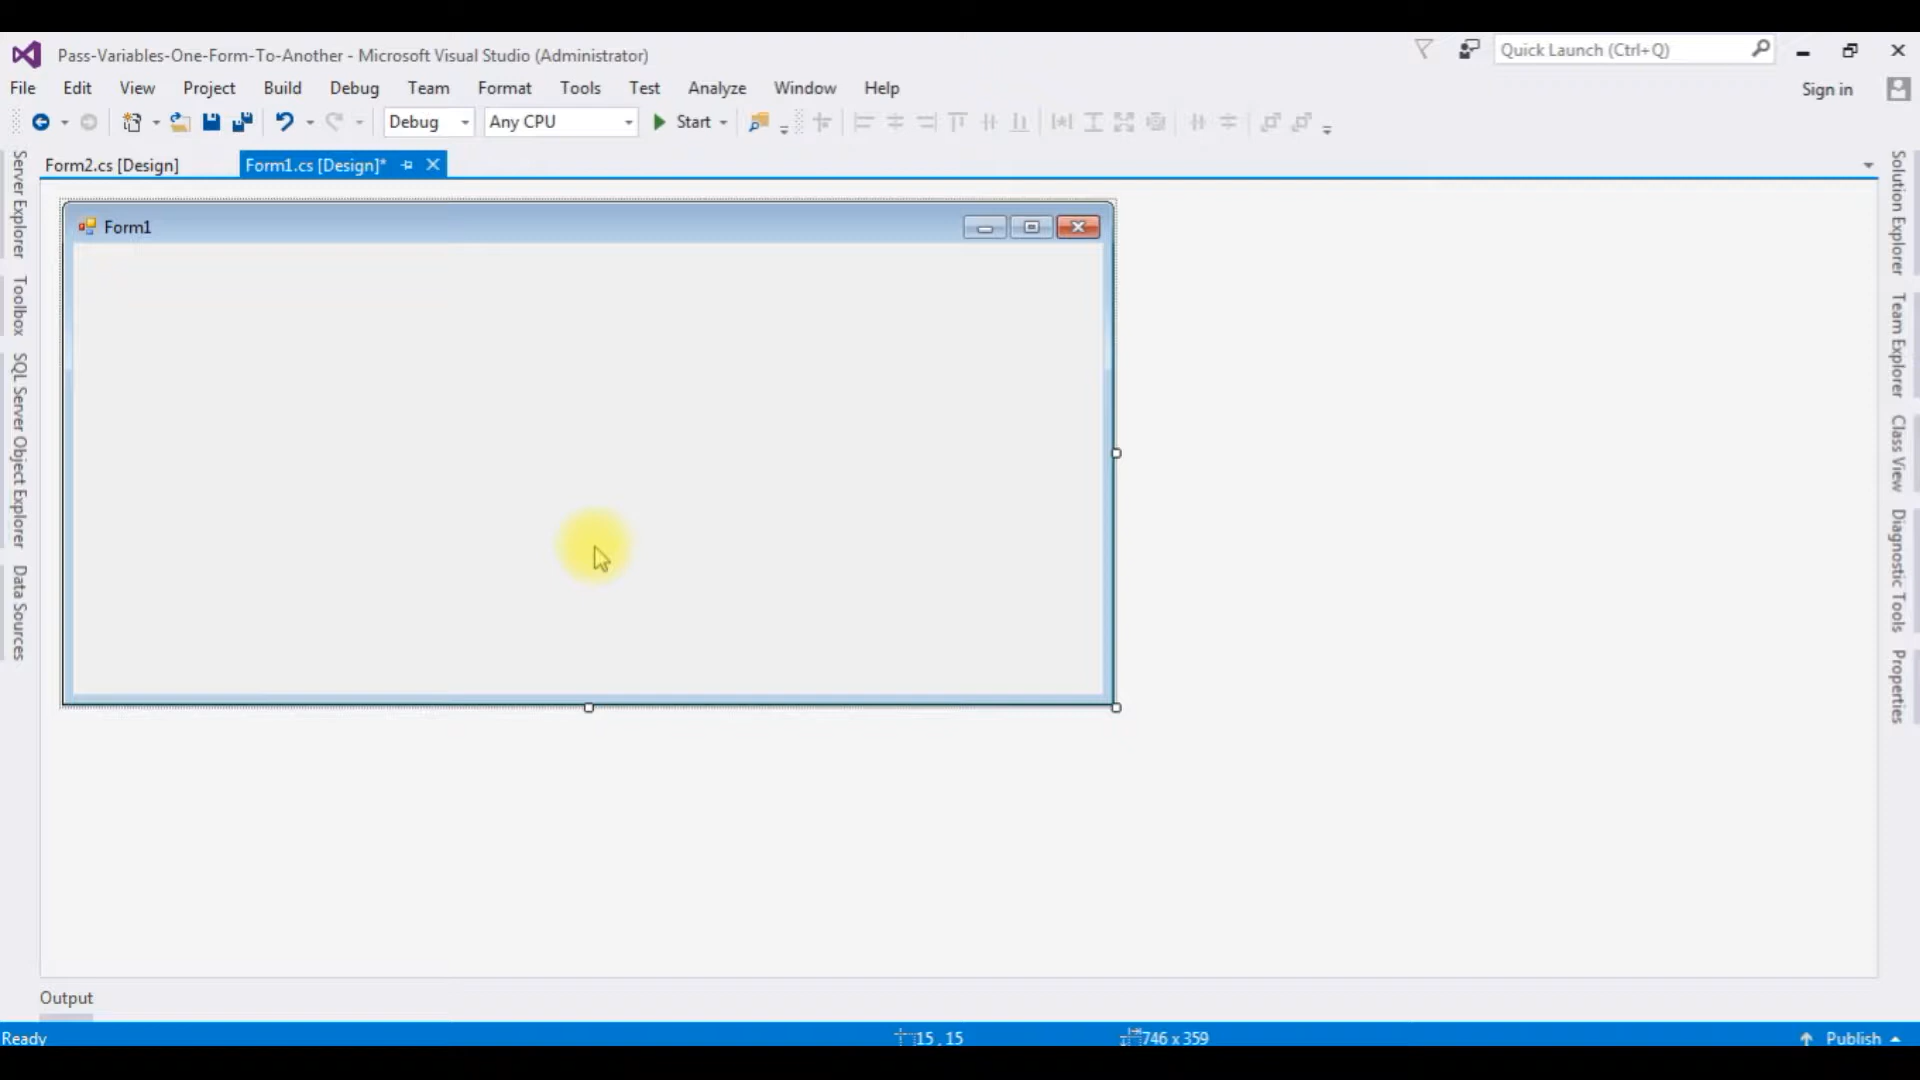 Pass-Variables-One-Form-To-Another - Microsoft Visual Studio (Administrator)
Quick Launch (Ctrl+Q)
File Edit View Project Build Debug Team Format Tools Test Analyze Window Help
Sign in
Debug Any CPU Start
Form2.cs [Design] Form1.cs [Design]*
Form1
Server Explorer
Toolbox
SQL Server Object Explorer
Data Sources
Solution Explorer
Team Explorer
Class View
Diagnostic Tools
Properties
Output
Ready 15 , 15 746 x 359 Publish